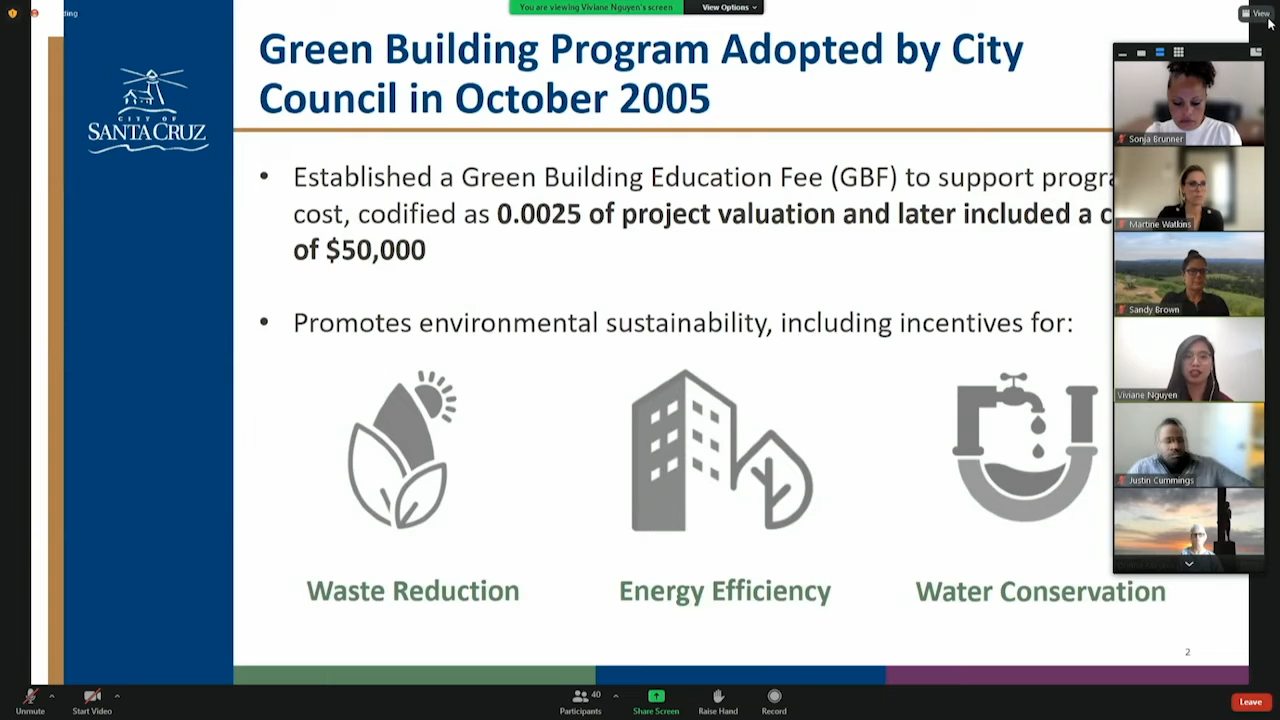 ding
You are viewing Viviane Nguyen's screen
View Options
View
CITY OF
SANTA CRUZ
Green Building Program Adopted by City
Council in October 2005
• Established a Green Building Education Fee (GBF) to support progra
cost, codified as 0.0025 of project valuation and later included a c
of $50,000
• Promotes environmental sustainability, including incentives for:
Waste Reduction
Energy Efficiency
Water Conservation
2
Sonja Brunner
Martine Watkins
Sandy Brown
Viviane Nguyen
Justin Cummings
Unmute
Start Video
Participants
40
Share Screen
Raise Hand
Record
Leave